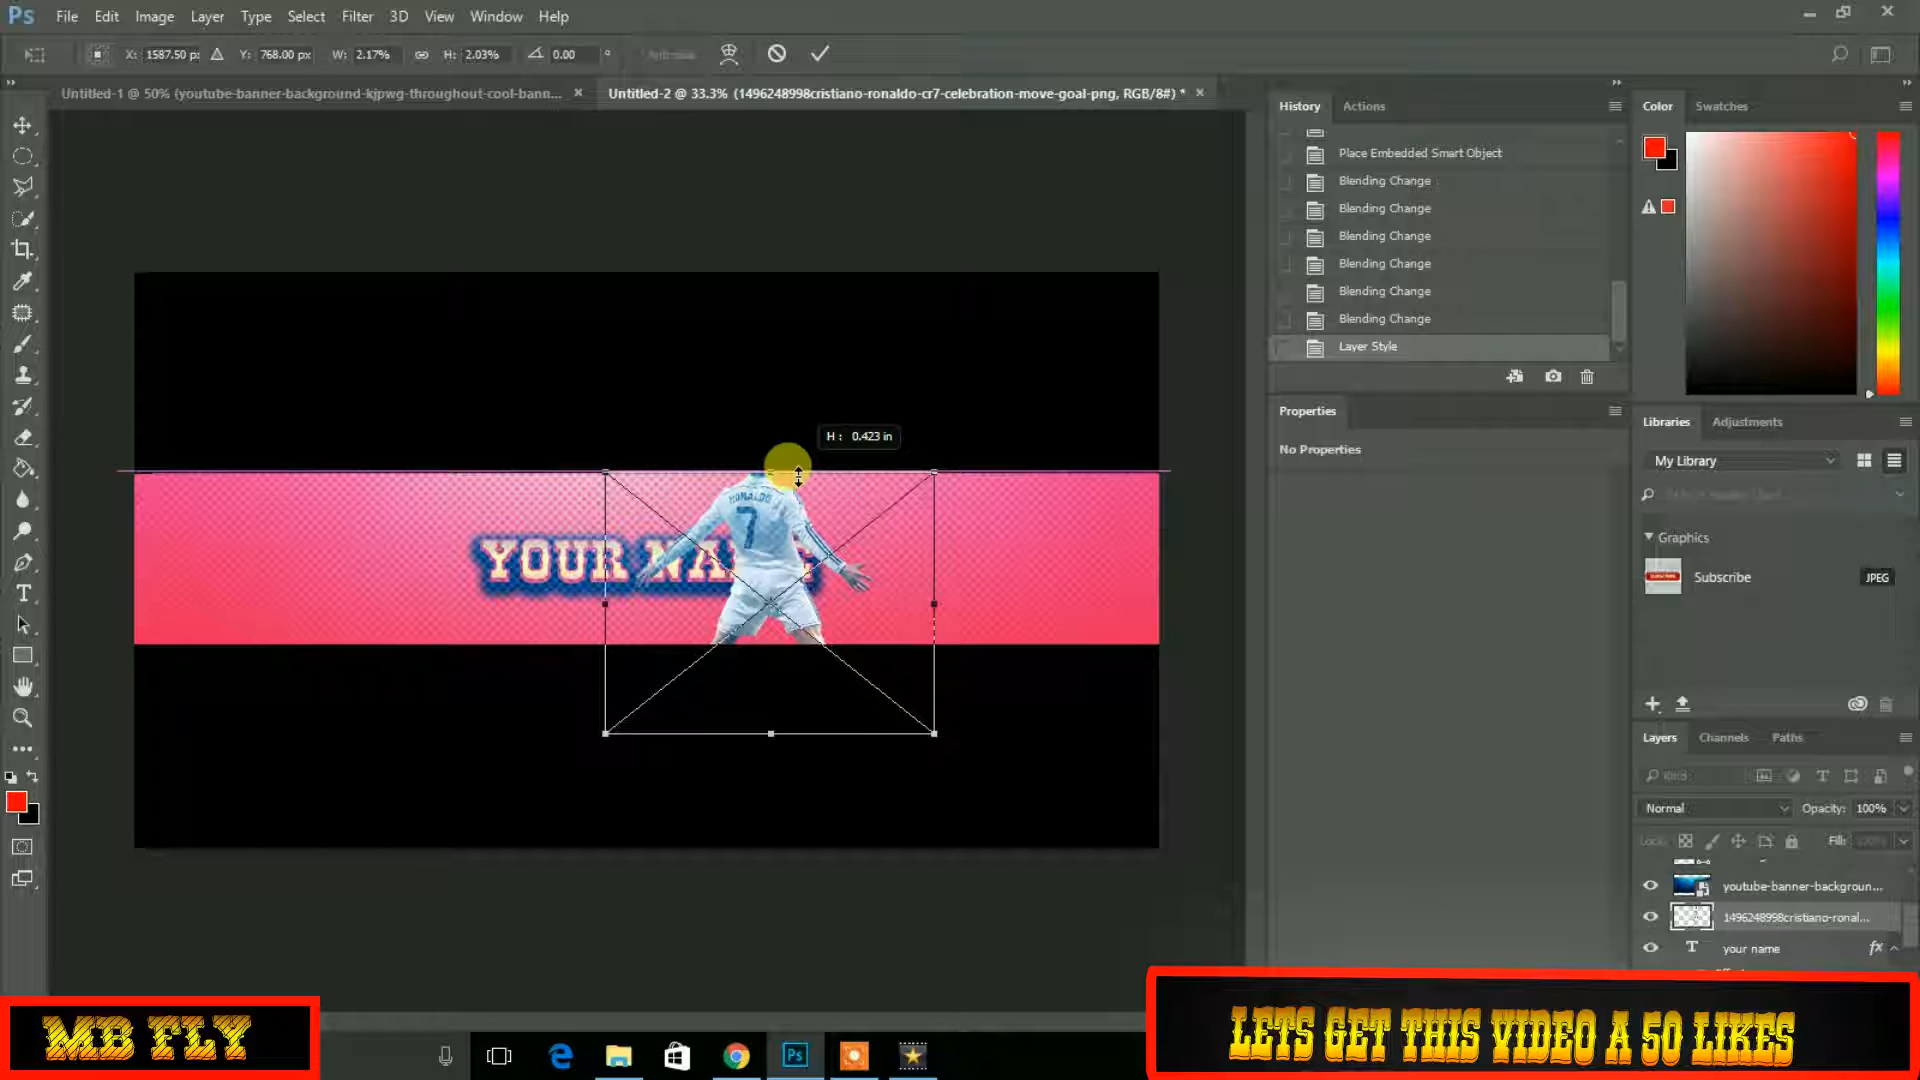 Ps File Edit Image Layer Type Select Filter 3D View Window Help
X: 1587.50 p: Y: 768.00 px W: 2.17% H: 2.03% 0.00 °
Untitled-1 @ 50% (youtube-banner-background-kjpwg-throughout-cool-bann... × Untitled-2 @ 33.3% (1496248998cristiano-ronaldo-cr7-celebration-move-goal-png, RGB/8#) * ×
History Actions
Place Embedded Smart Object
Blending Change
Blending Change
Blending Change
Blending Change
Blending Change
Blending Change
Layer Style
Properties
No Properties
Color Swatches
Libraries Adjustments
My Library
Graphics
Subscribe JPEG
Layers Channels Paths
Kind
Normal Opacity: 100%
Lock: Fill: 100%
youtube-banner-backgroun...
1496248998cristiano-ronal...
T your name fx
H : 0.423 in
RONALDO
7
YOUR NA
MB FLY
Ps
LETS GET THIS VIDEO A 50 LIKES